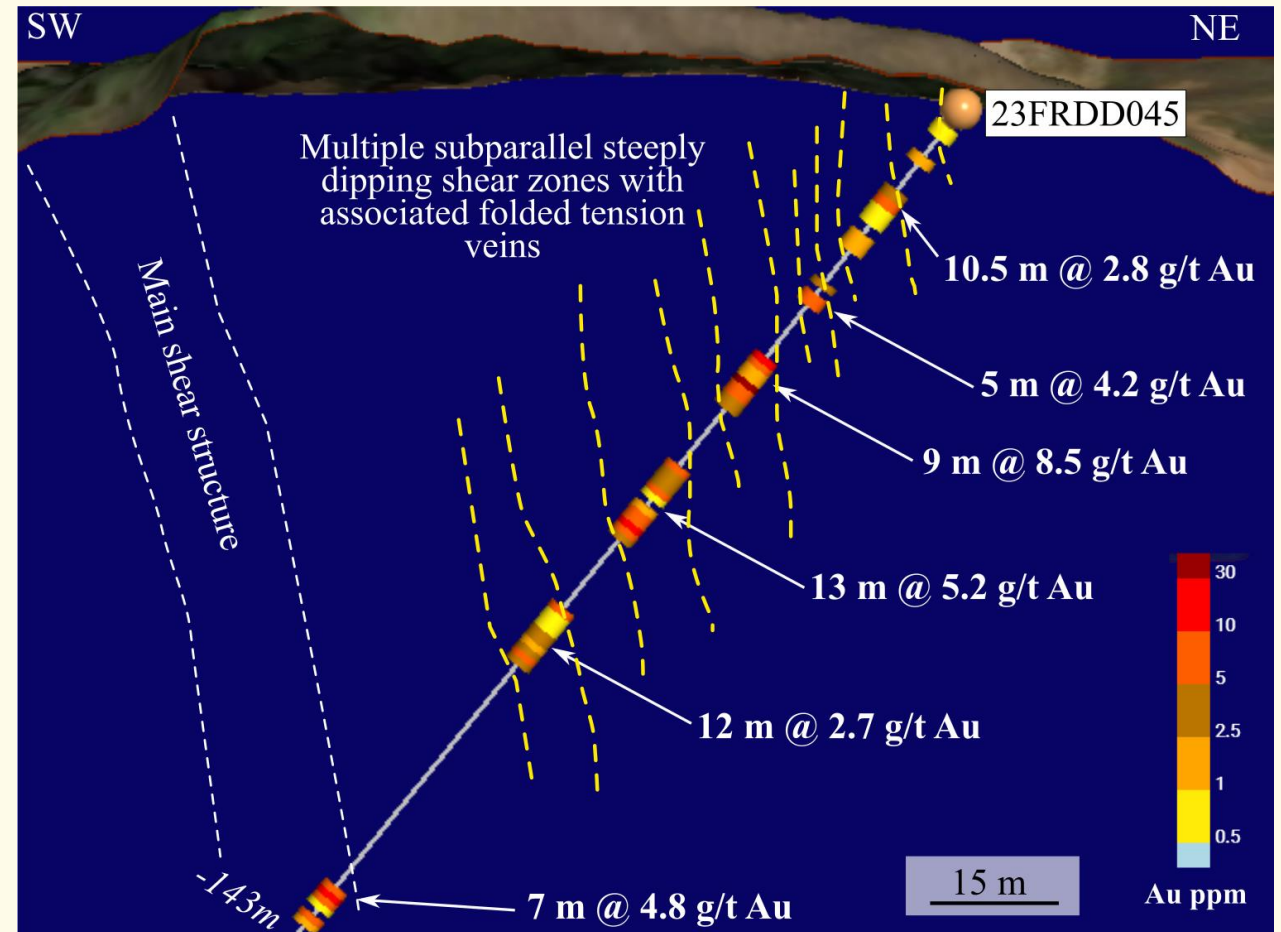 SW
NE
23FRDD045
Multiple subparallel steeply
dipping shear zones with
associated folded tension
veins
Main shear structure
10.5 m @ 2.8 g/t Au
5 m @ 4.2 g/t Au
9 m @ 8.5 g/t Au
13 m @ 5.2 g/t Au
12 m @ 2.7 g/t Au
7 m @ 4.8 g/t Au
-143m
15 m
30
10
5
2.5
1
0.5
Au ppm